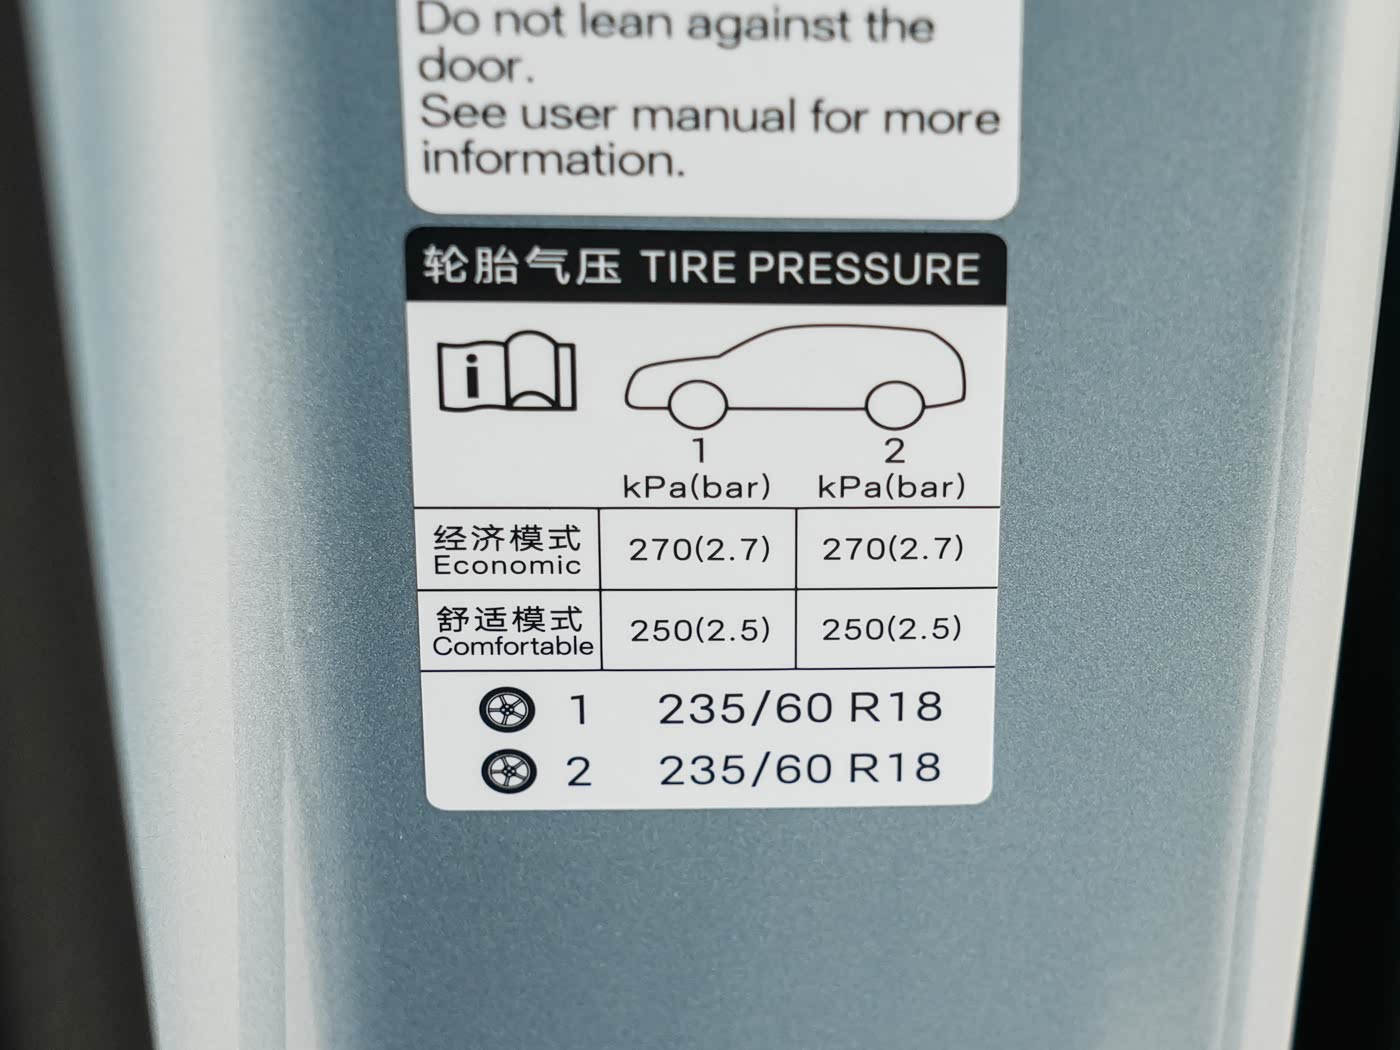 Do not lean against the
door.
See user manual for more
information.
轮胎气压 TIRE PRESSURE
i
1 2
kPa(bar) kPa(bar)
经济模式
Economic
270(2.7) 270(2.7)
舒适模式
Comfortable
250(2.5) 250(2.5)
1 235/60 R18
2 235/60 R18